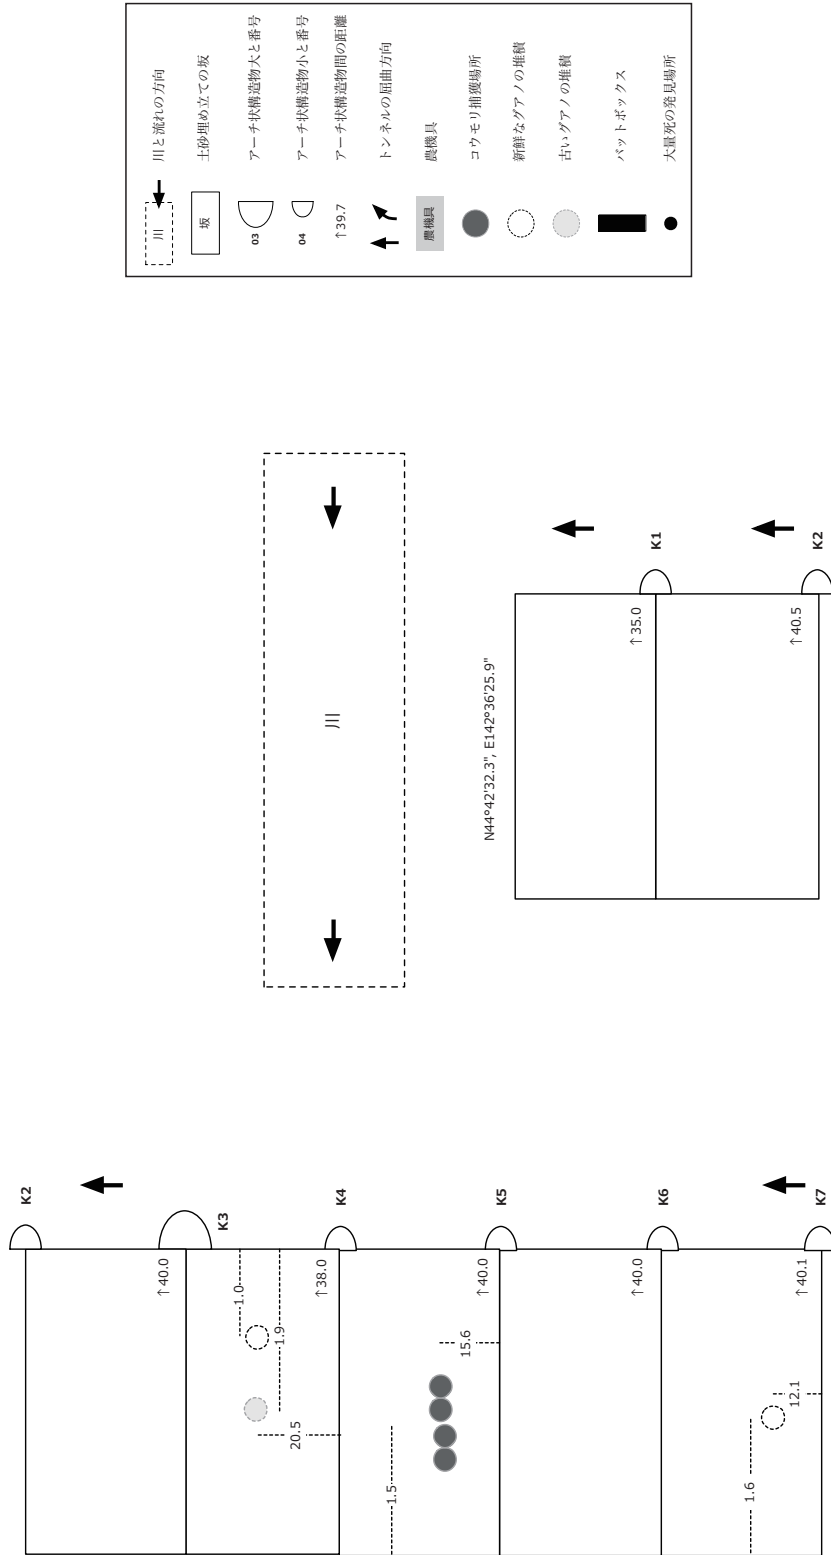 川と流れの方向
川
土砂埋め立ての坂
坂
アーチ状構造物大と番号
03
アーチ状構造物小と番号
04
アーチ状構造物間の距離
↑39.7
トンネルの屈曲方向
農機具
農機具
コウモリ捕獲場所
新鮮なグアノの堆積
古いグアノの堆積
バットボックス
大量死の発見場所
川
N44°42'32.3", E142°36'25.9"
↑35.0
K1
↑40.5
K2
K2
↑40.0
K3
1.0
1.9
20.5
↑38.0
K4
1.5
15.6
↑40.0
K5
↑40.0
K6
1.6
12.1
↑40.1
K7